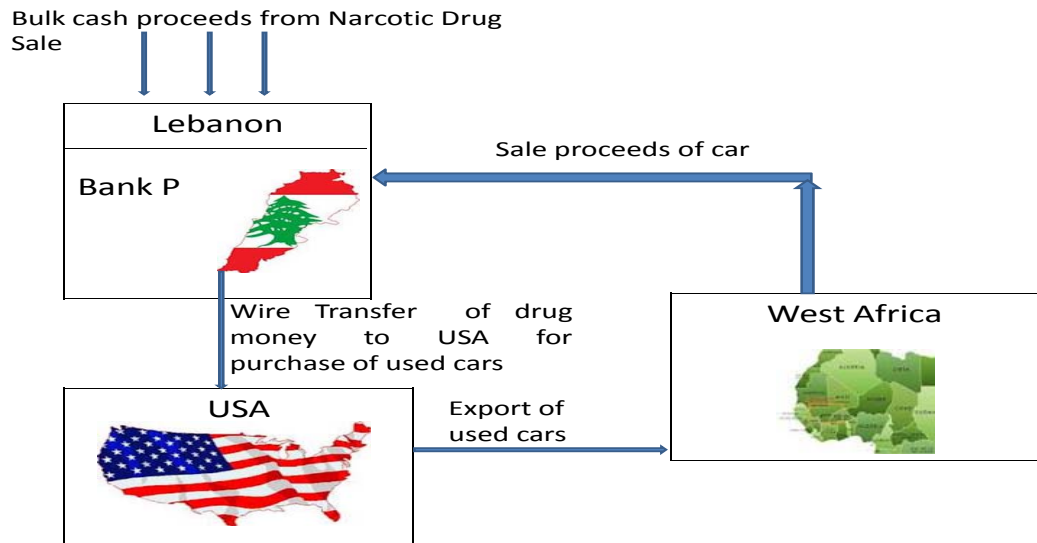 Bulk cash proceeds from Narcotic Drug
Sale
Lebanon
Bank P
Sale proceeds of car
Wire Transfer of drug
money to USA for
purchase of used cars
West Africa
USA
Export of
used cars